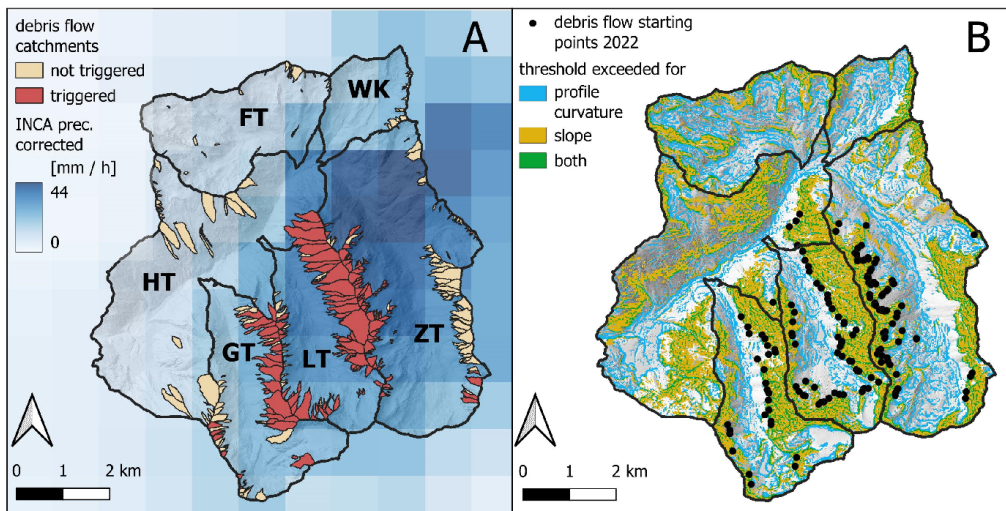 debris flow
catchments
not triggered
triggered
INCA prec.
corrected
[mm / h]
44
0
A
FT
WK
HT
GT
LT
ZT
0 1 2 km
B
debris flow starting
points 2022
threshold exceeded for
profile
curvature
slope
both
0 1 2 km